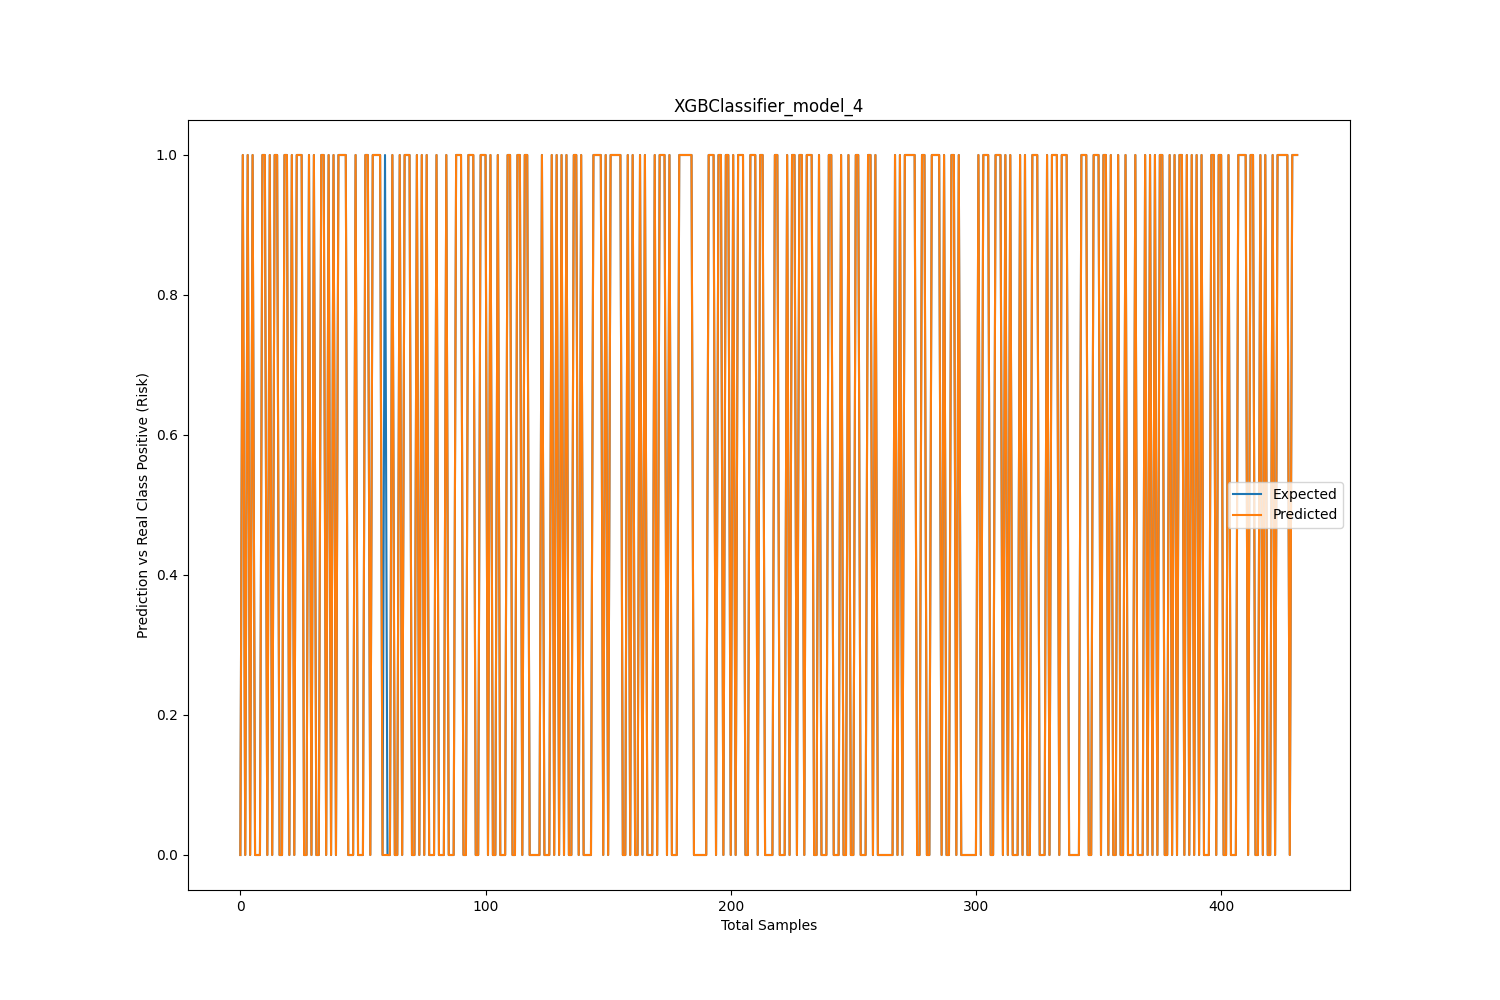 XGBClassifier_model_4
Prediction vs Real Class Positive (Risk)
1.0
0.8
0.6
0.4
0.2
0.0
Expected
Predicted
0
100
200
300
400
Total Samples